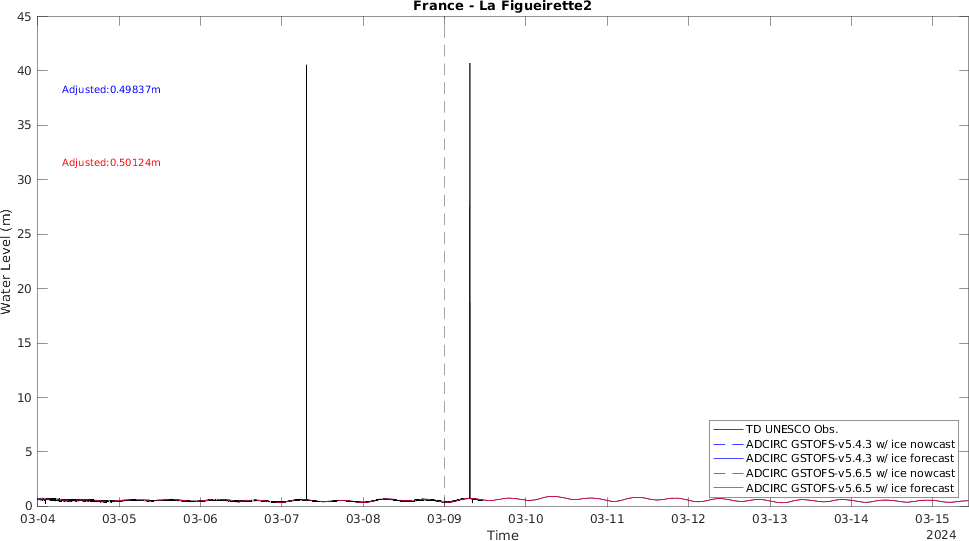 France - La Figueirette2
45
40
35
30
25
20
15
10
5
0
Water Level (m)
Adjusted:0.49837m
Adjusted:0.50124m
TD UNESCO Obs.
ADCIRC GSTOFS-v5.4.3 w/ ice nowcast
ADCIRC GSTOFS-v5.4.3 w/ ice forecast
ADCIRC GSTOFS-v5.6.5 w/ ice nowcast
ADCIRC GSTOFS-v5.6.5 w/ ice forecast
03-04 03-05 03-06 03-07 03-08 03-09 03-10 03-11 03-12 03-13 03-14 03-15
2024
Time